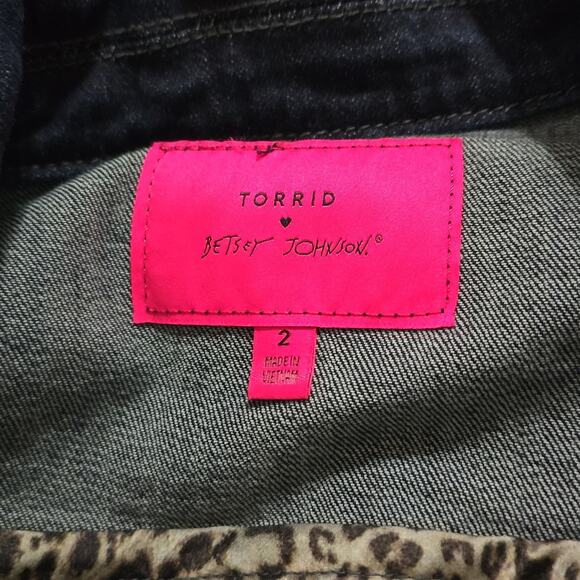 TORRID
♥
BETSEY JOHNSON.®
2
MADE IN
VIETNAM